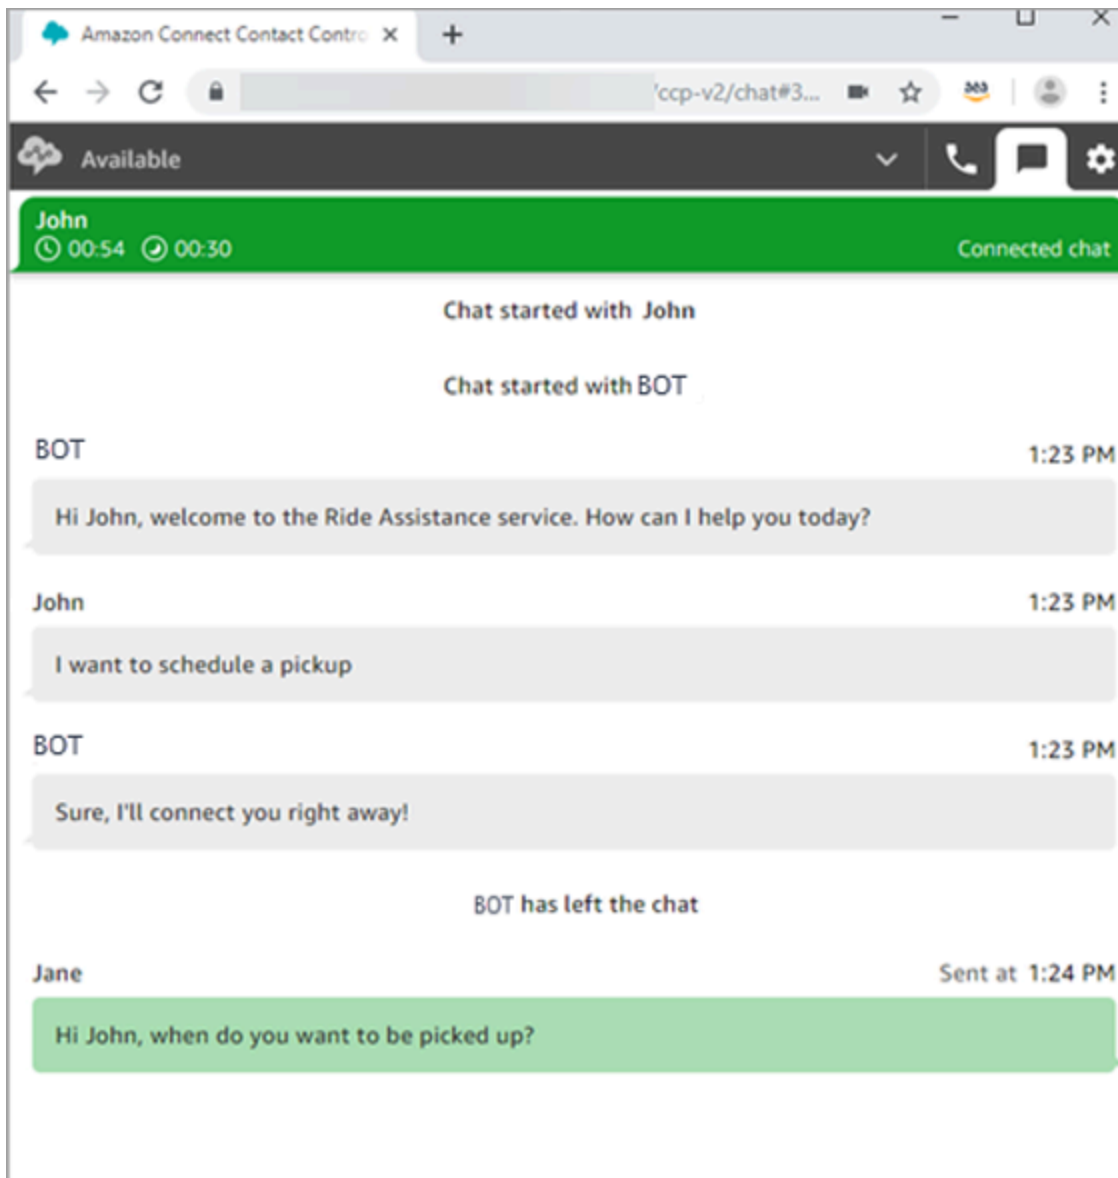 Amazon Connect Contact Contro
/ccp-v2/chat#3...
Available
John
00:54 00:30 Connected chat
Chat started with John
Chat started with BOT
BOT 1:23 PM
Hi John, welcome to the Ride Assistance service. How can I help you today?
John 1:23 PM
I want to schedule a pickup
BOT 1:23 PM
Sure, I'll connect you right away!
BOT has left the chat
Jane Sent at 1:24 PM
Hi John, when do you want to be picked up?